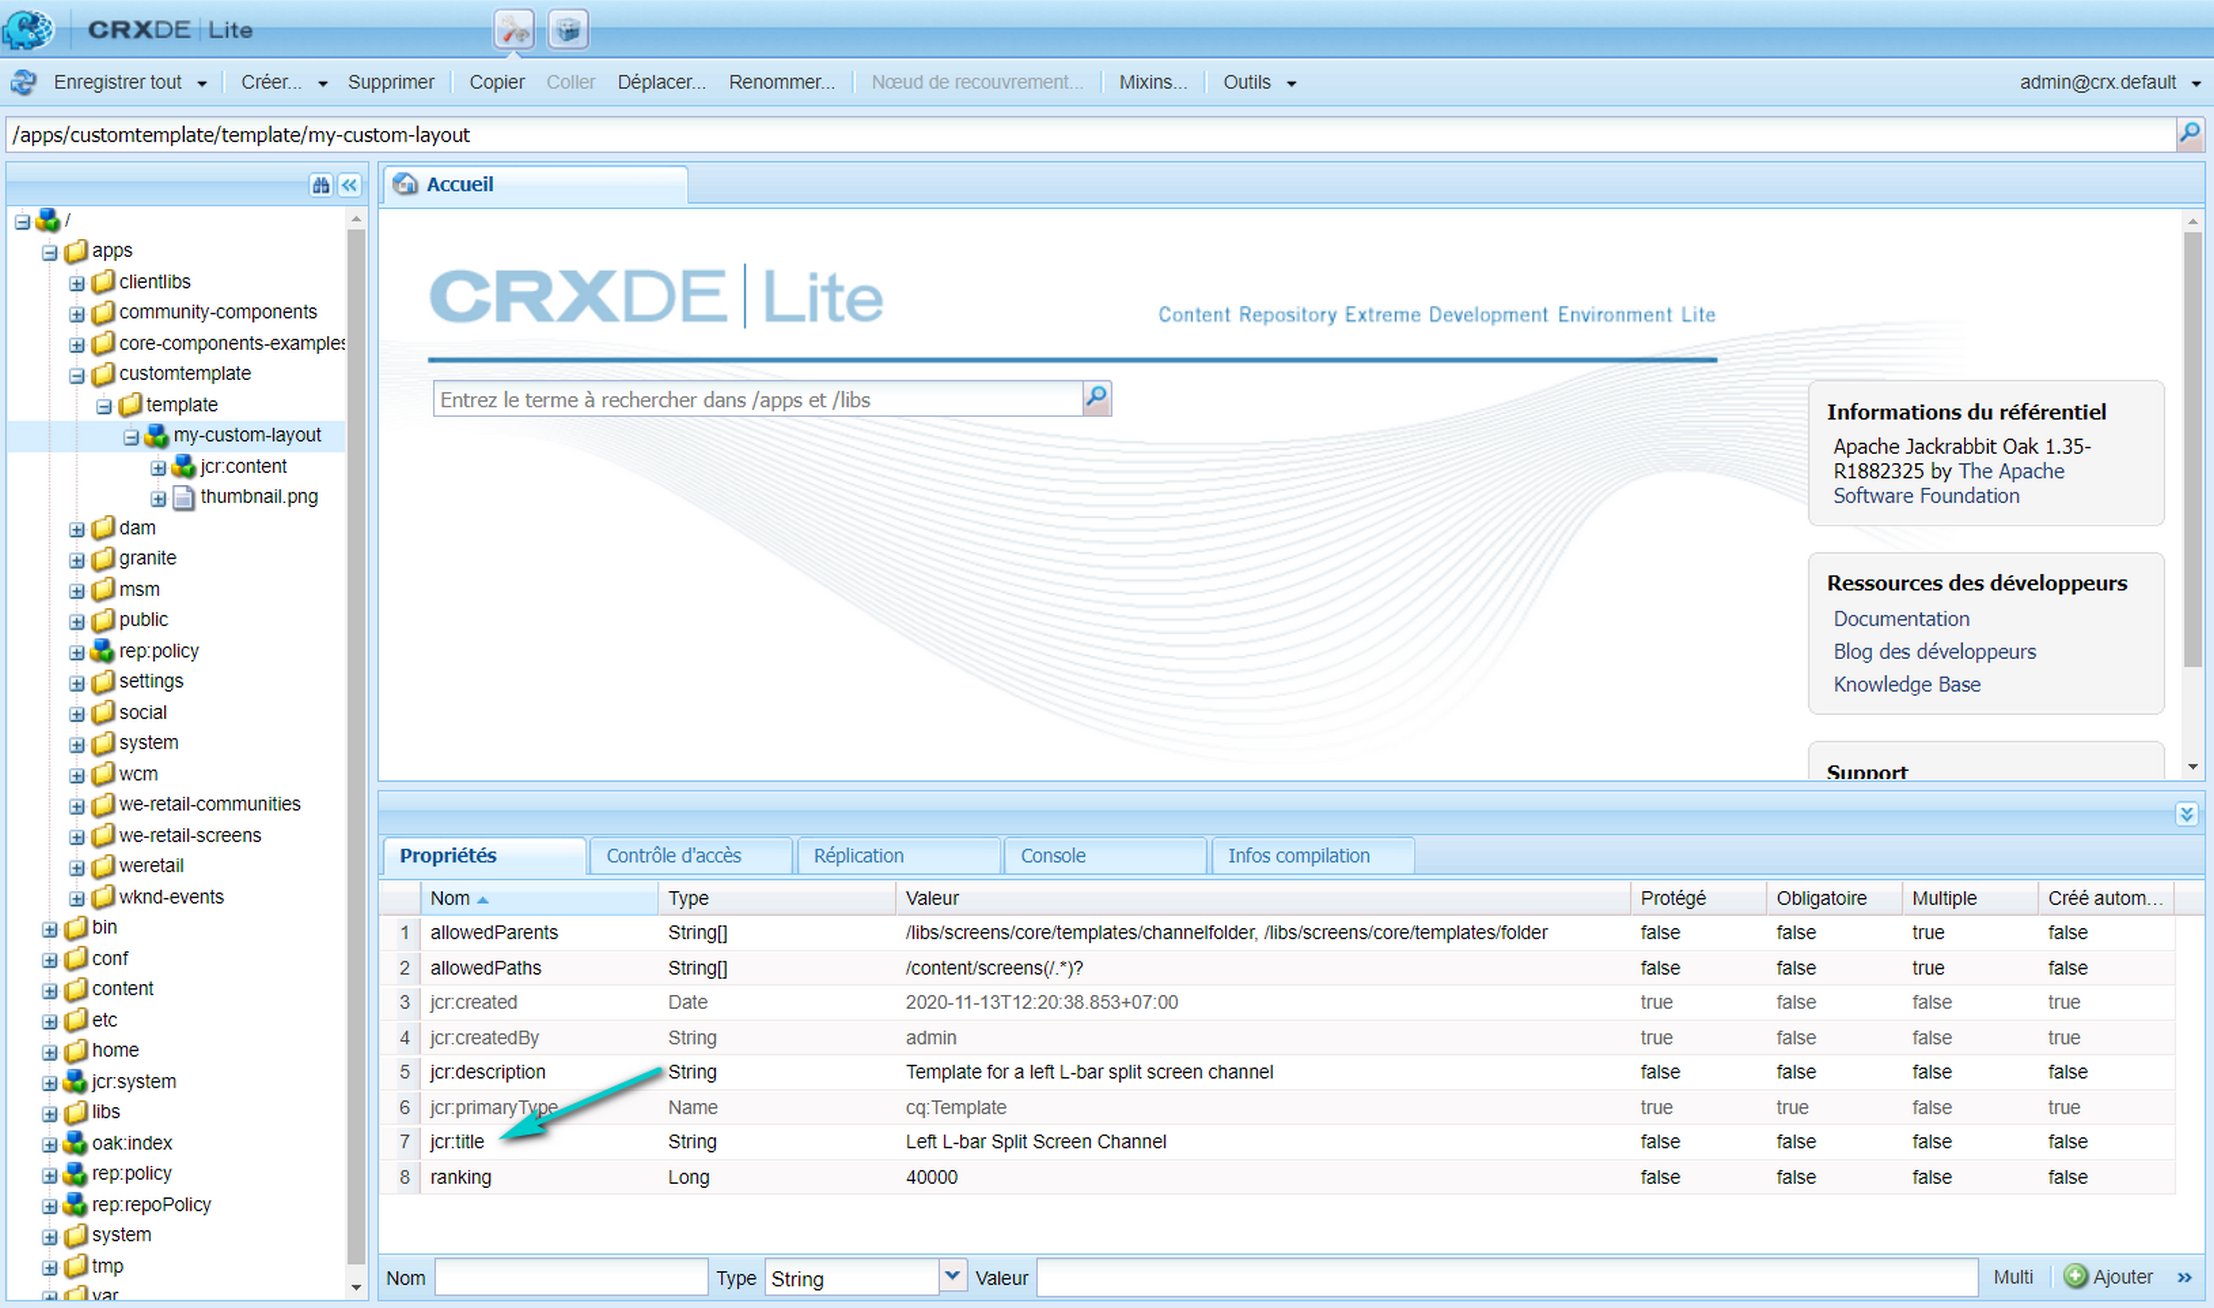 CRXDE | Lite
Enregistrer tout Créer... Supprimer Copier Coller Déplacer... Renommer... Nœud de recouvrement... Mixins... Outils admin@crx.default
/apps/customtemplate/template/my-custom-layout
/
apps
clientlibs
community-components
core-components-examples
customtemplate
template
my-custom-layout
jcr:content
thumbnail.png
dam
granite
msm
public
rep:policy
settings
social
system
wcm
we-retail-communities
we-retail-screens
weretail
wknd-events
bin
conf
content
etc
home
jcr:system
libs
oak:index
rep:policy
rep:repoPolicy
system
tmp
var
Accueil
CRXDE | Lite
Content Repository Extreme Development Environment Lite
Entrez le terme à rechercher dans /apps et /libs
Informations du référentiel
Apache Jackrabbit Oak 1.35-
R1882325 by The Apache
Software Foundation
Ressources des développeurs
Documentation
Blog des développeurs
Knowledge Base
Support
Propriétés Contrôle d'accès Réplication Console Infos compilation
Nom Type Valeur Protégé Obligatoire Multiple Créé autom...
1 allowedParents String[] /libs/screens/core/templates/channelfolder, /libs/screens/core/templates/folder false false true false
2 allowedPaths String[] /content/screens(/.*)? false false true false
3 jcr:created Date 2020-11-13T12:20:38.853+07:00 true false false true
4 jcr:createdBy String admin true false false true
5 jcr:description String Template for a left L-bar split screen channel false false false false
6 jcr:primaryType Name cq:Template true true false true
7 jcr:title String Left L-bar Split Screen Channel false false false false
8 ranking Long 40000 false false false false
Nom Type String Valeur Multi Ajouter